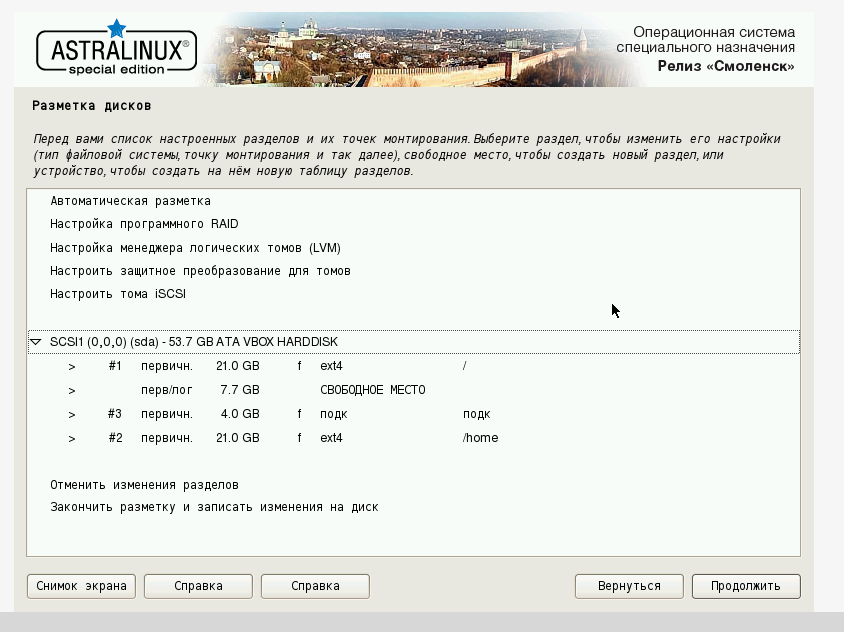 ASTRALINUX®
special edition
Операционная система
специального назначения
Релиз «Смоленск»
Разметка дисков
Перед вами список настроенных разделов и их точек монтирования. Выберите раздел, чтобы изменить его настройки
(тип файловой системы, точку монтирования и так далее), свободное место, чтобы создать новый раздел, или
устройство, чтобы создать на нём новую таблицу разделов.
Автоматическая разметка
Настройка программного RAID
Настройка менеджера логических томов (LVM)
Настроить защитное преобразование для томов
Настроить тома iSCSI
SCSI1 (0,0,0) (sda) - 53.7 GB ATA VBOX HARDDISK
> #1 первичн. 21.0 GB f ext4 /
> перв/лог 7.7 GB СВОБОДНОЕ МЕСТО
> #3 первичн. 4.0 GB f подк подк
> #2 первичн. 21.0 GB f ext4 /home
Отменить изменения разделов
Закончить разметку и записать изменения на диск
Снимок экрана Справка Справка Вернуться Продолжить